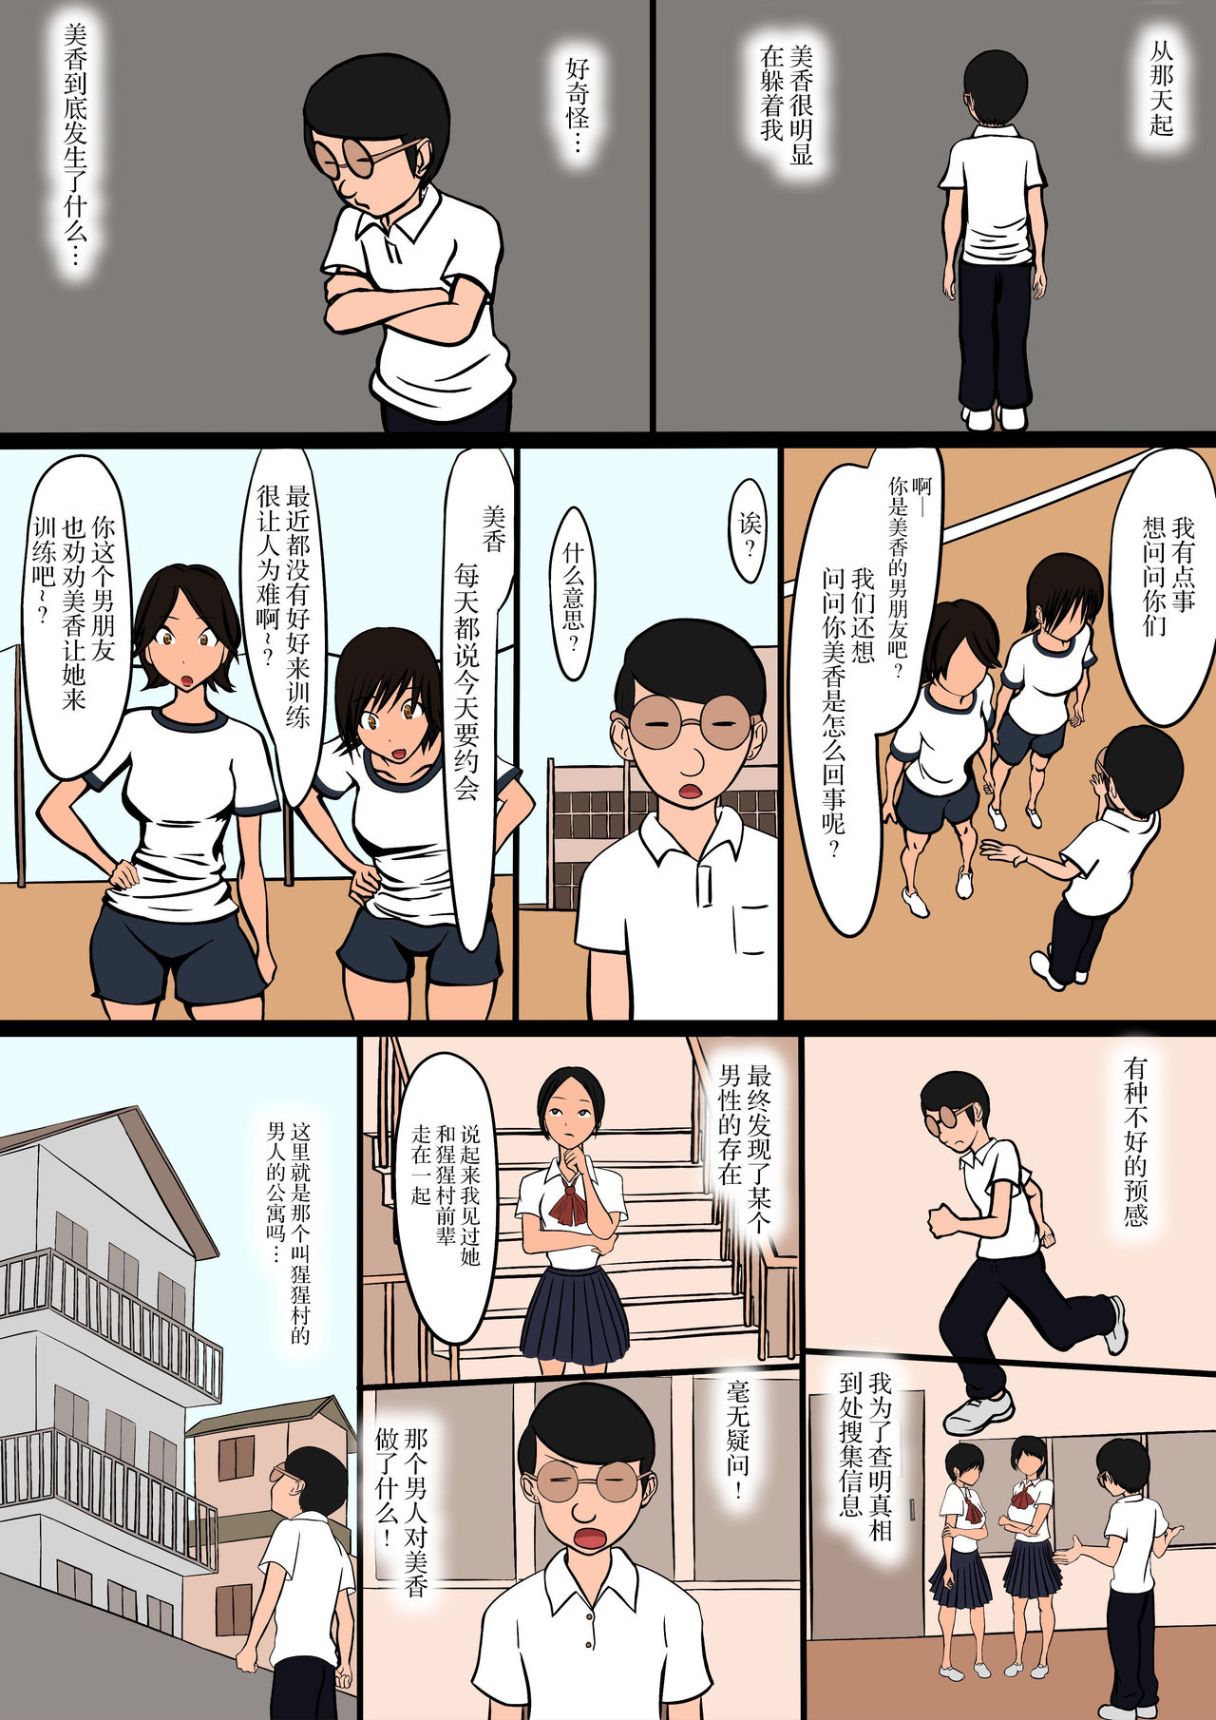 从那天起
美香很明显
在躲着我
好奇怪…
美香到底发生了什么…
我有点事
想问问你们
啊—
你是美香的男朋友吧？
我们还想
问问你美香是怎么回事呢？
诶？
什么意思？
美香
每天都说今天要约会
最近都没有好好来训练
很让人为难啊~？
你这个男朋友
也劝劝美香让她来
训练吧~？
有种不好的预感
我为了查明真相
到处搜集信息
最终发现了某个
男性的存在
说起来我见过她
和猩猩村前辈
走在一起
毫无疑问！
那个男人对美香
做了什么！
这里就是那个叫猩猩村的
男人的公寓吗…